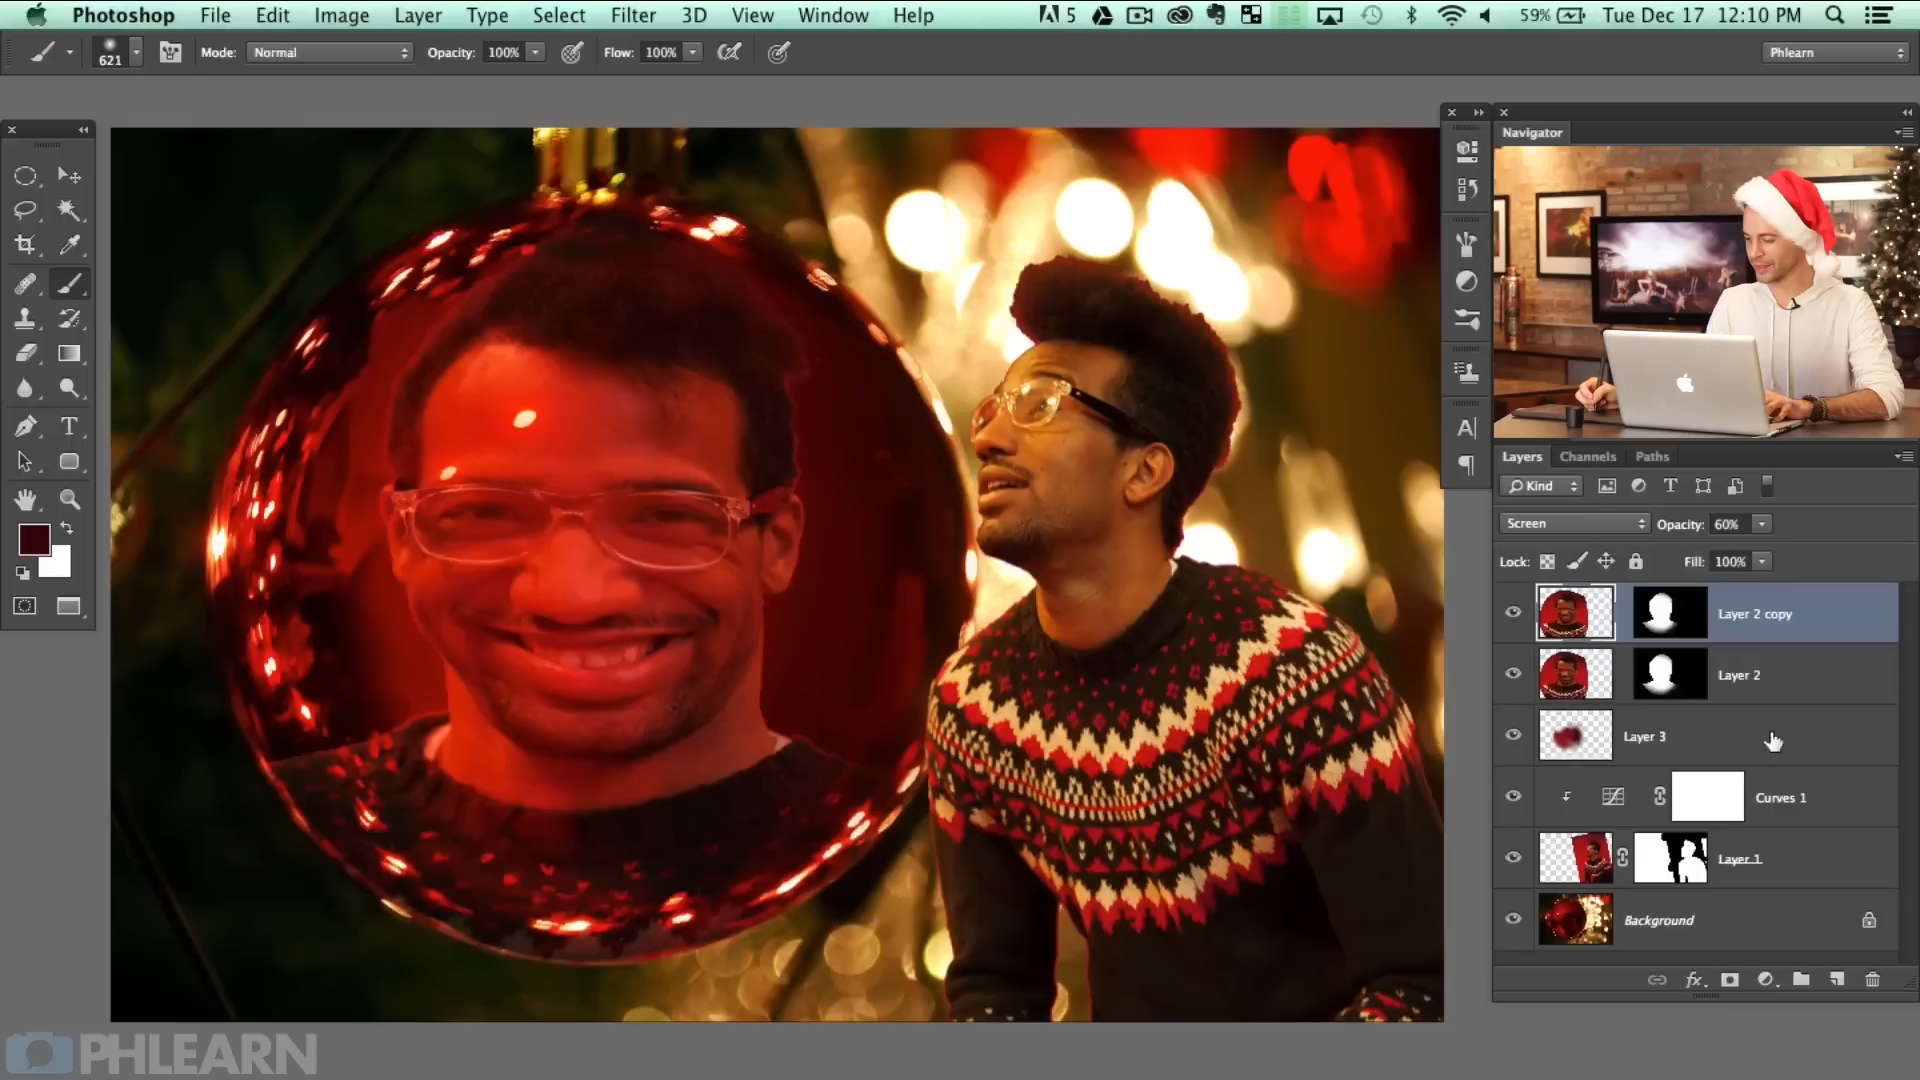 Photoshop File Edit Image Layer Type Select Filter 3D View Window Help 5 59% Tue Dec 17 12:10 PM
621 Mode: Normal Opacity: 100% Flow: 100% Phlearn
Navigator
Layers Channels Paths
Kind
Screen Opacity: 60%
Lock: Fill: 100%
Layer 2 copy
Layer 2
Layer 3
Curves 1
Layer 1
Background
fx
PHLEARN